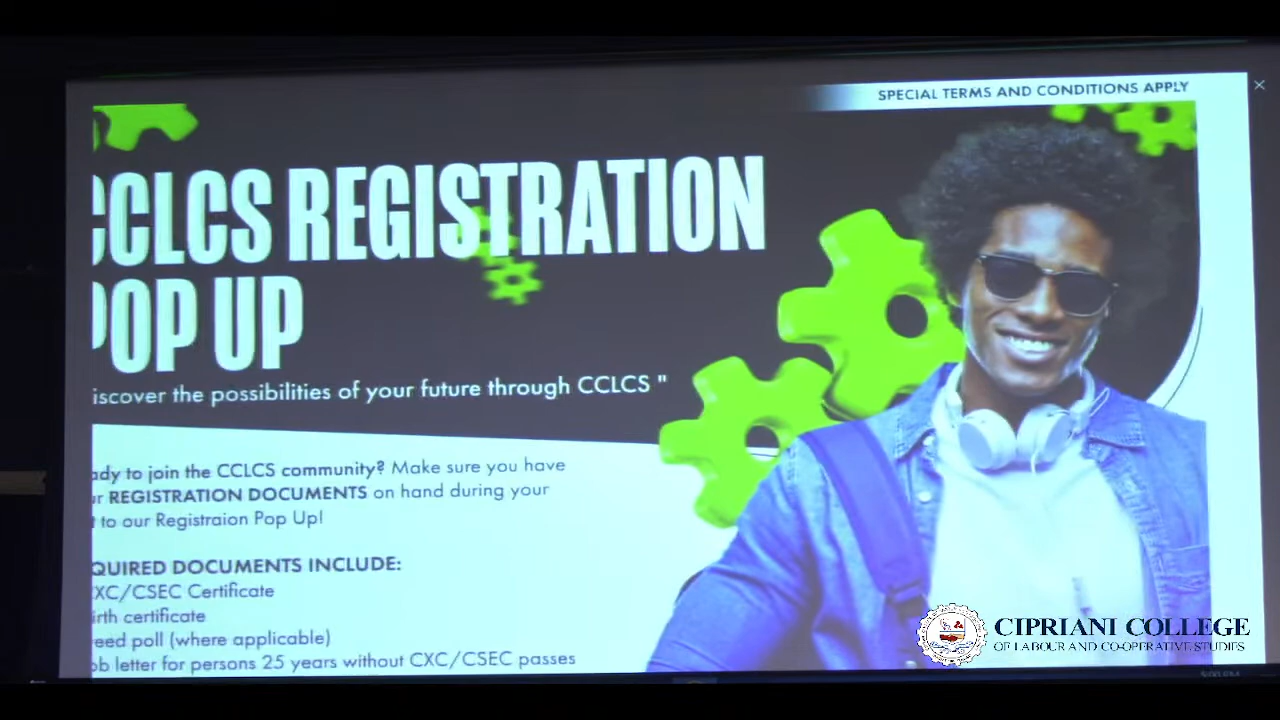 SPECIAL TERMS AND CONDITIONS APPLY
CCLCS REGISTRATION
POP UP
iscover the possibilities of your future through CCLCS "
ady to join the CCLCS community? Make sure you have
ur REGISTRATION DOCUMENTS on hand during your
t to our Registraion Pop Up!
QUIRED DOCUMENTS INCLUDE:
CXC/CSEC Certificate
irth certificate
eed poll (where applicable)
ob letter for persons 25 years without CXC/CSEC passes
CIPRIANI COLLEGE
OF LABOUR AND CO-OPERATIVE STUDIES